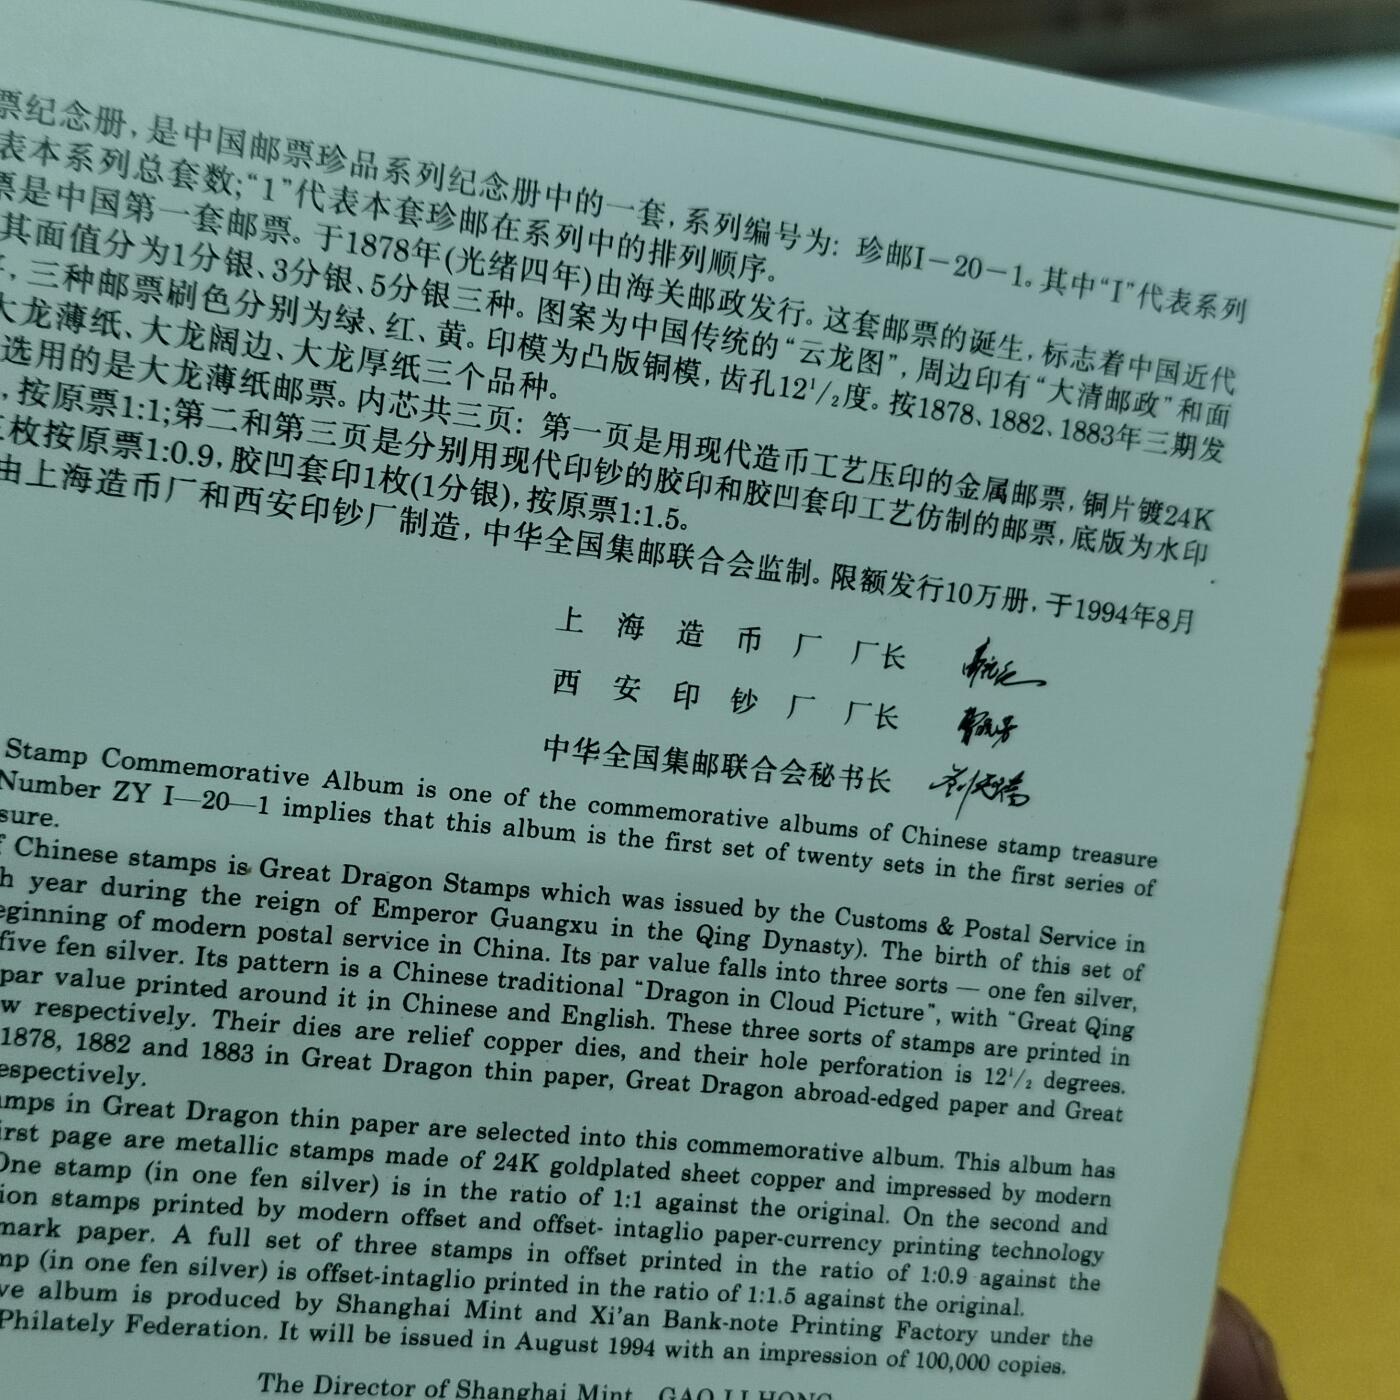 票纪念册，是中国邮票珍品系列纪念册中的一套，系列编号为：珍邮I－20－1。其中“I”代表系列
表本系列总套数；“1”代表本套珍邮在系列中的排列顺序。
票是中国第一套邮票。于1878年(光绪四年)由海关邮政发行。这套邮票的诞生，标志着中国近代
其面值分为1分银、3分银、5分银三种。图案为中国传统的“云龙图”，周边印有“大清邮政”和面
，三种邮票刷色分别为绿、红、黄。印模为凸版铜模，齿孔12¹/₂度。按1878、1882、1883年三期发
大龙薄纸、大龙阔边、大龙厚纸三个品种。
选用的是大龙薄纸邮票。内芯共三页：第一页是用现代造币工艺压印的金属邮票，铜片镀24K
，按原票1:1;第二和第三页是分别用现代印钞的胶印和胶凹套印工艺仿制的邮票，底版为水印
三枚按原票1:0.9，胶凹套印1枚(1分银)，按原票1:1.5。
由上海造币厂和西安印钞厂制造，中华全国集邮联合会监制。限额发行10万册，于1994年8月
上海造币厂 厂长
西安印钞厂 厂长
中华全国集邮联合会秘书长
Stamp Commemorative Album is one of the commemorative albums of Chinese stamp treasure
Number ZY I—20—1 implies that this album is the first set of twenty sets in the first series of
sure.
f Chinese stamps is Great Dragon Stamps which was issued by the Customs & Postal Service in
h year during the reign of Emperor Guangxu in the Qing Dynasty). The birth of this set of
eginning of modern postal service in China. Its par value falls into three sorts — one fen silver,
five fen silver. Its pattern is a Chinese traditional “Dragon in Cloud Picture”, with “Great Qing
par value printed around it in Chinese and English. These three sorts of stamps are printed in
w respectively. Their dies are relief copper dies, and their hole perforation is 12¹/₂ degrees.
1878, 1882 and 1883 in Great Dragon thin paper, Great Dragon abroad-edged paper and Great
espectively.
amps in Great Dragon thin paper are selected into this commemorative album. This album has
irst page are metallic stamps made of 24K goldplated sheet copper and impressed by modern
One stamp (in one fen silver) is in the ratio of 1:1 against the original. On the second and
ion stamps printed by modern offset and offset- intaglio paper-currency printing technology
mark paper. A full set of three stamps in offset printed in the ratio of 1:0.9 against the
mp (in one fen silver) is offset-intaglio printed in the ratio of 1:1.5 against the original.
ve album is produced by Shanghai Mint and Xi'an Bank-note Printing Factory under the
Philately Federation. It will be issued in August 1994 with an impression of 100,000 copies.
The Director of Shanghai Mint GAO LI HONG